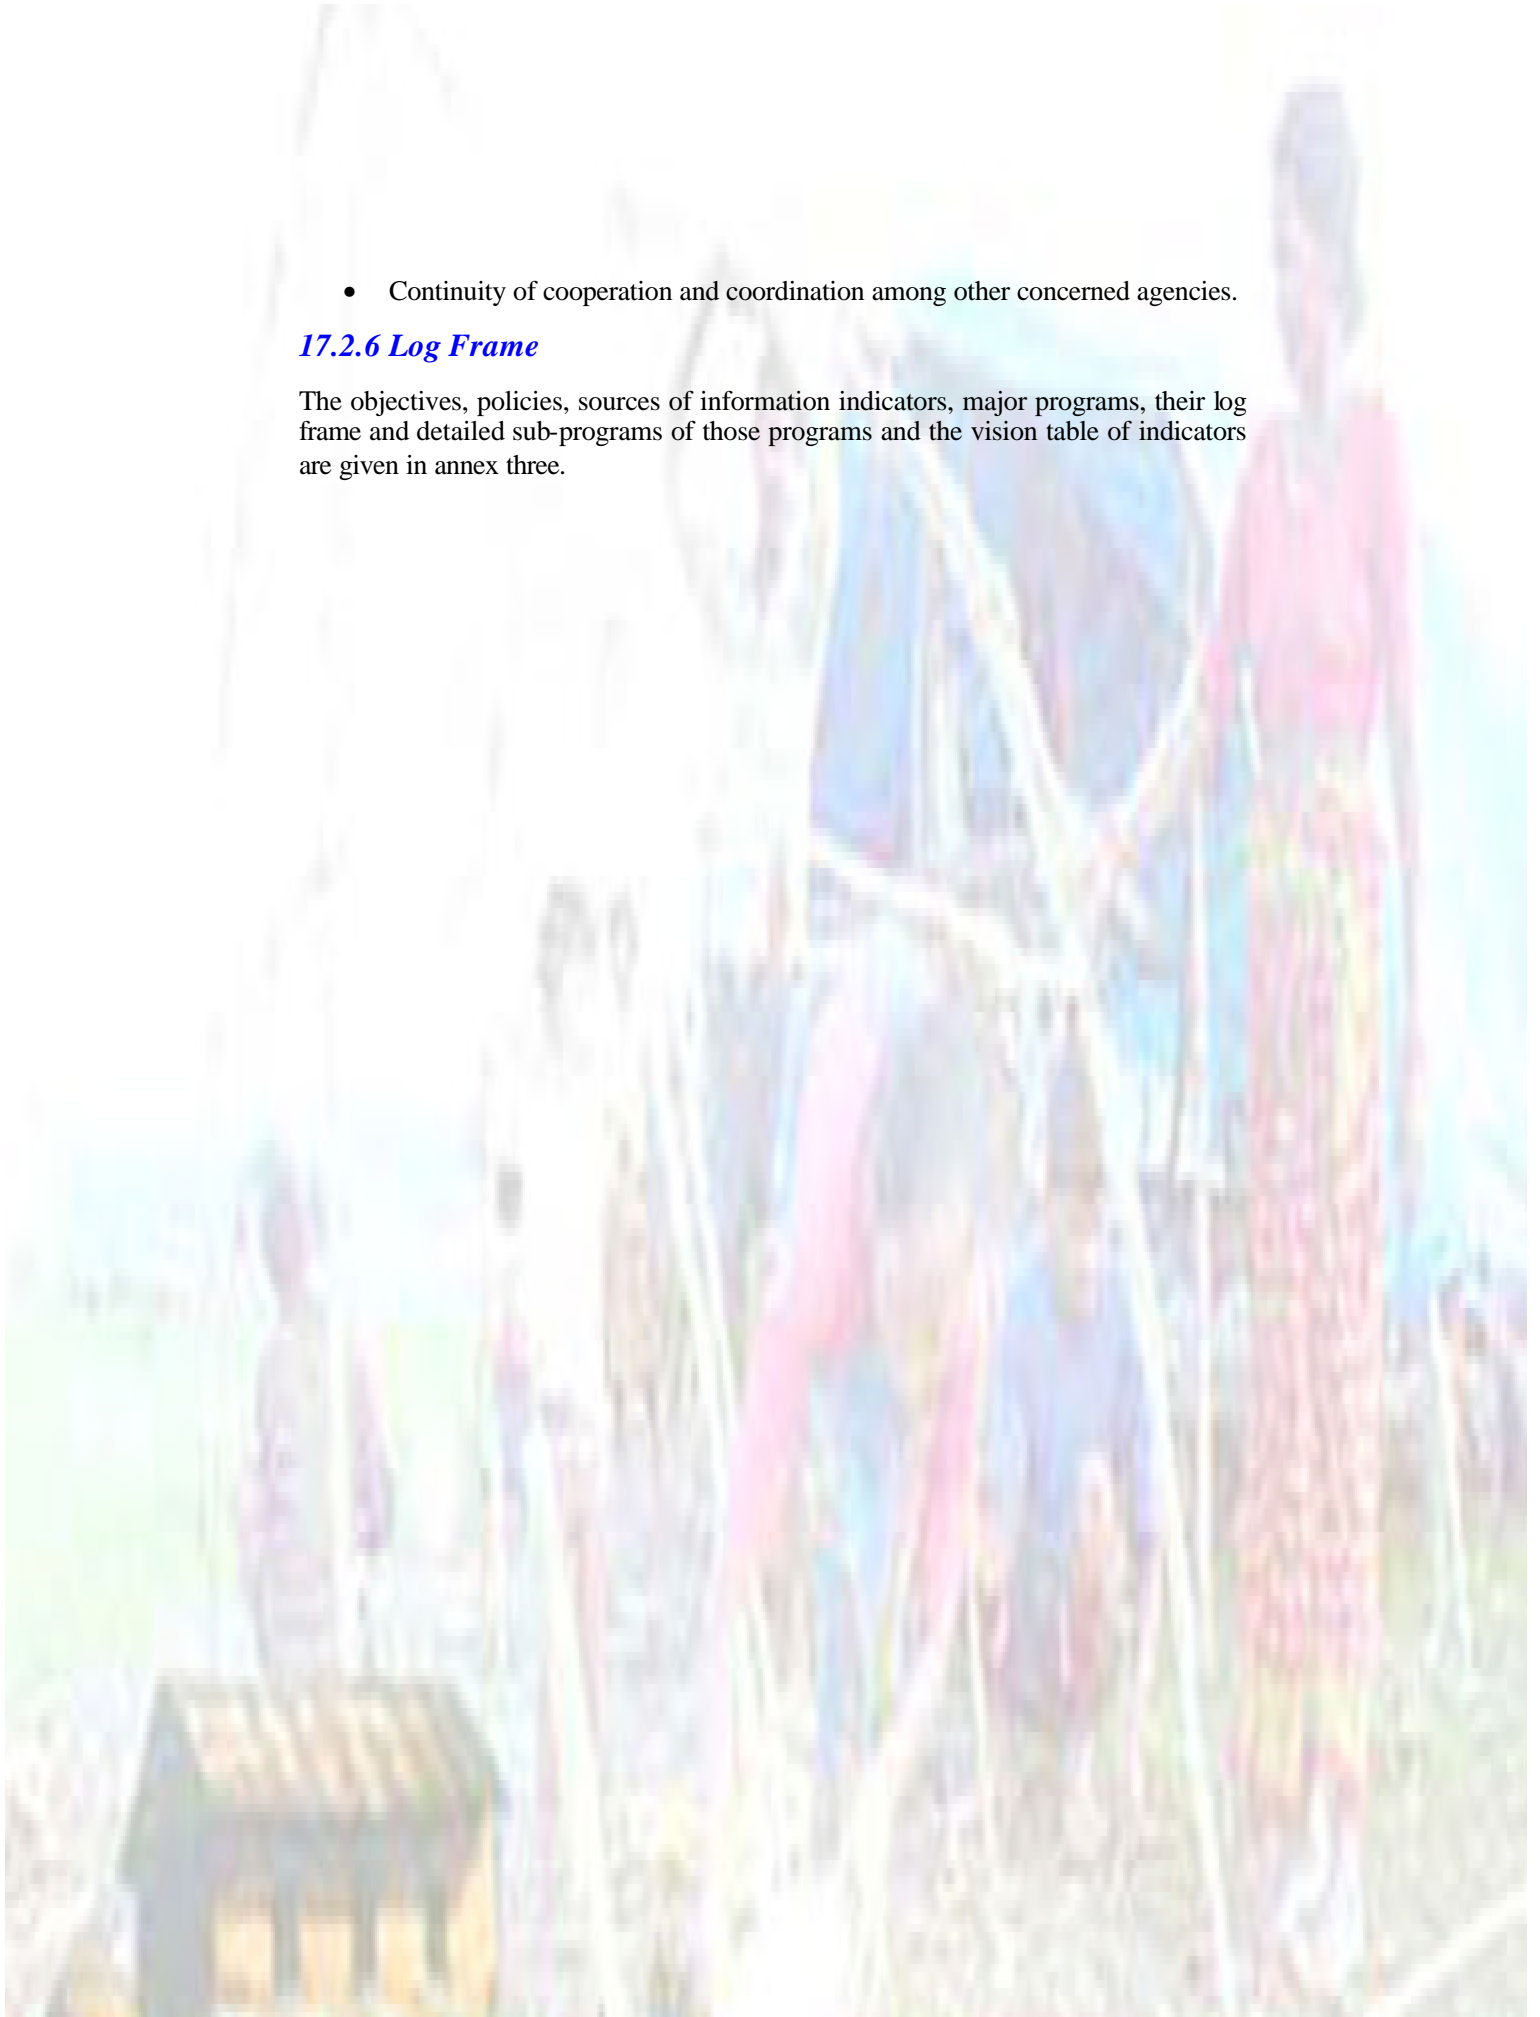 • Continuity of cooperation and coordination among other concerned agencies.
17.2.6 Log Frame
The objectives, policies, sources of information indicators, major programs, their log
frame and detailed sub-programs of those programs and the vision table of indicators
are given in annex three.